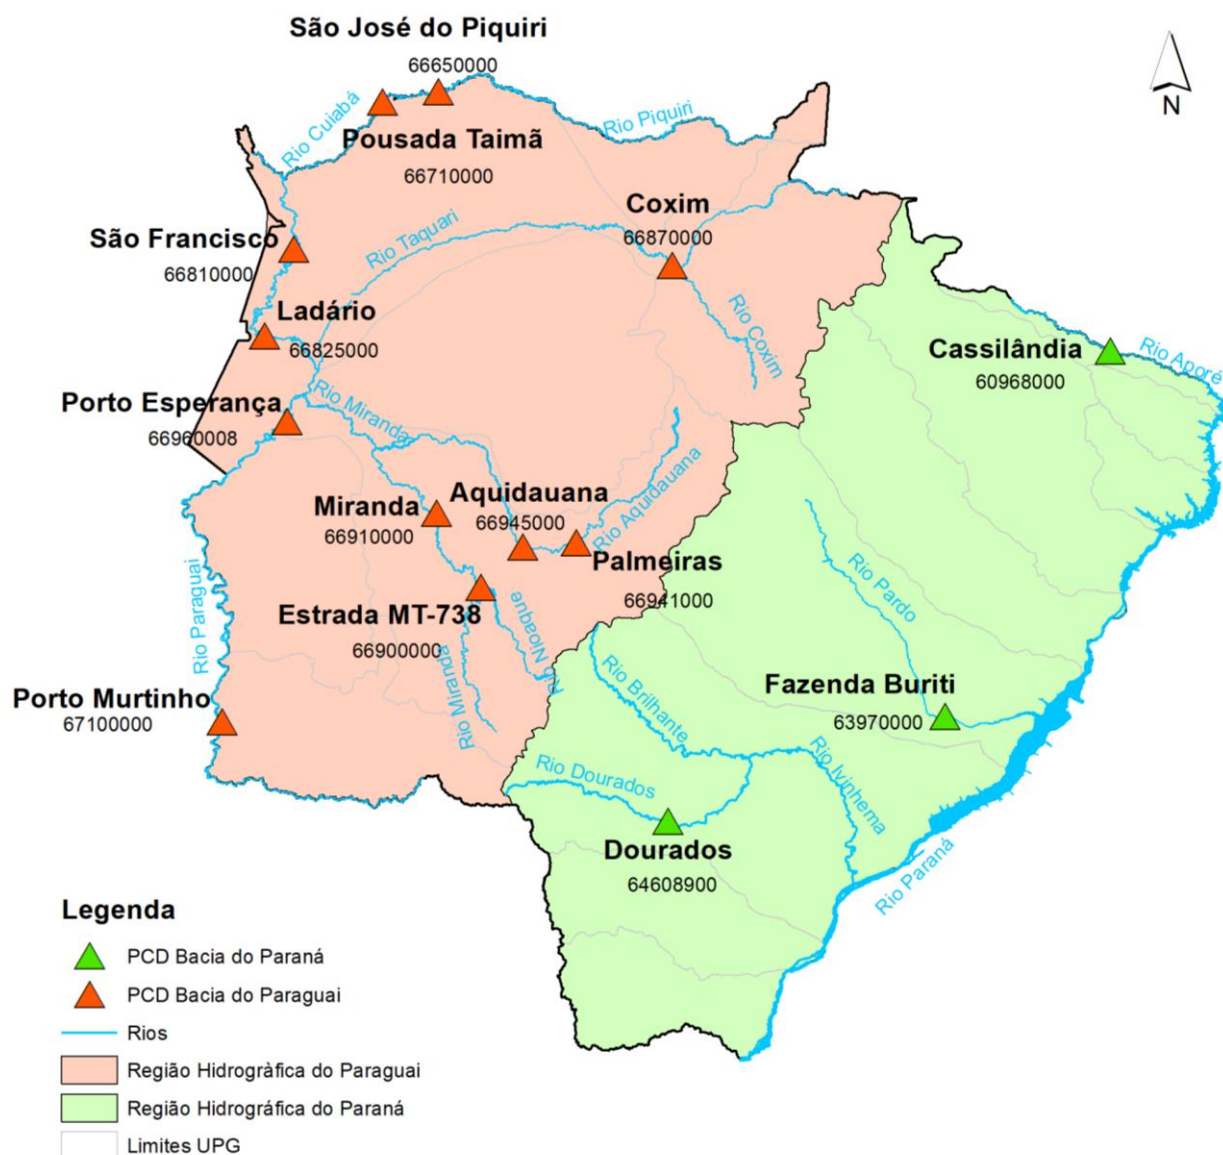 São José do Piquiri
66650000
N
Rio Cuiabá
Rio Piquiri
Pousada Taimã
66710000
Coxim
66870000
São Francisco
66810000
Rio Taquari
Ladário
66825000
Rio Coxim
Cassilândia
60968000
Rio Aporé
Porto Esperança
66960008
Rio Miranda
Miranda
66910000
Aquidauana
66945000
Rio Aquidauana
Palmeiras
66941000
Rio Pardo
Rio Paraguai
Estrada MT-738
66900000
Rio Nioaque
Rio Miranda
Rio Brilhante
Fazenda Buriti
63970000
Porto Murtinho
67100000
Rio Dourados
Rio Ivinhema
Dourados
64608900
Rio Paraná
Legenda
PCD Bacia do Paraná
PCD Bacia do Paraguai
Rios
Região Hidrogràfica do Paraguai
Região Hidrográfica do Paraná
Limites UPG